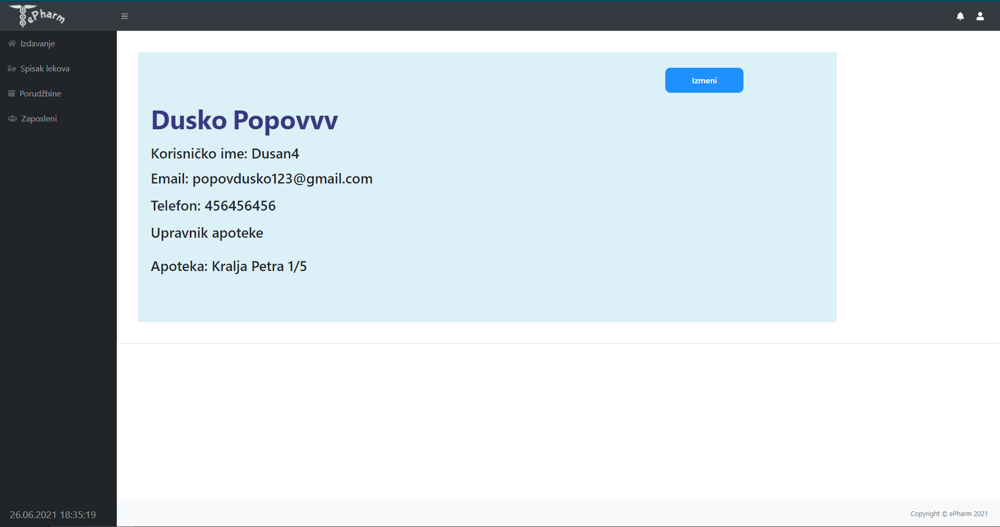 ePharm
Izdavanje
Spisak lekova
Porudžbine
Zaposleni
Izmeni
Dusko Popovvv
Korisničko ime: Dusan4
Email: popovdusko123@gmail.com
Telefon: 456456456
Upravnik apoteke
Apoteka: Kralja Petra 1/5
26.06.2021 18:35:19
Copyright © ePharm 2021